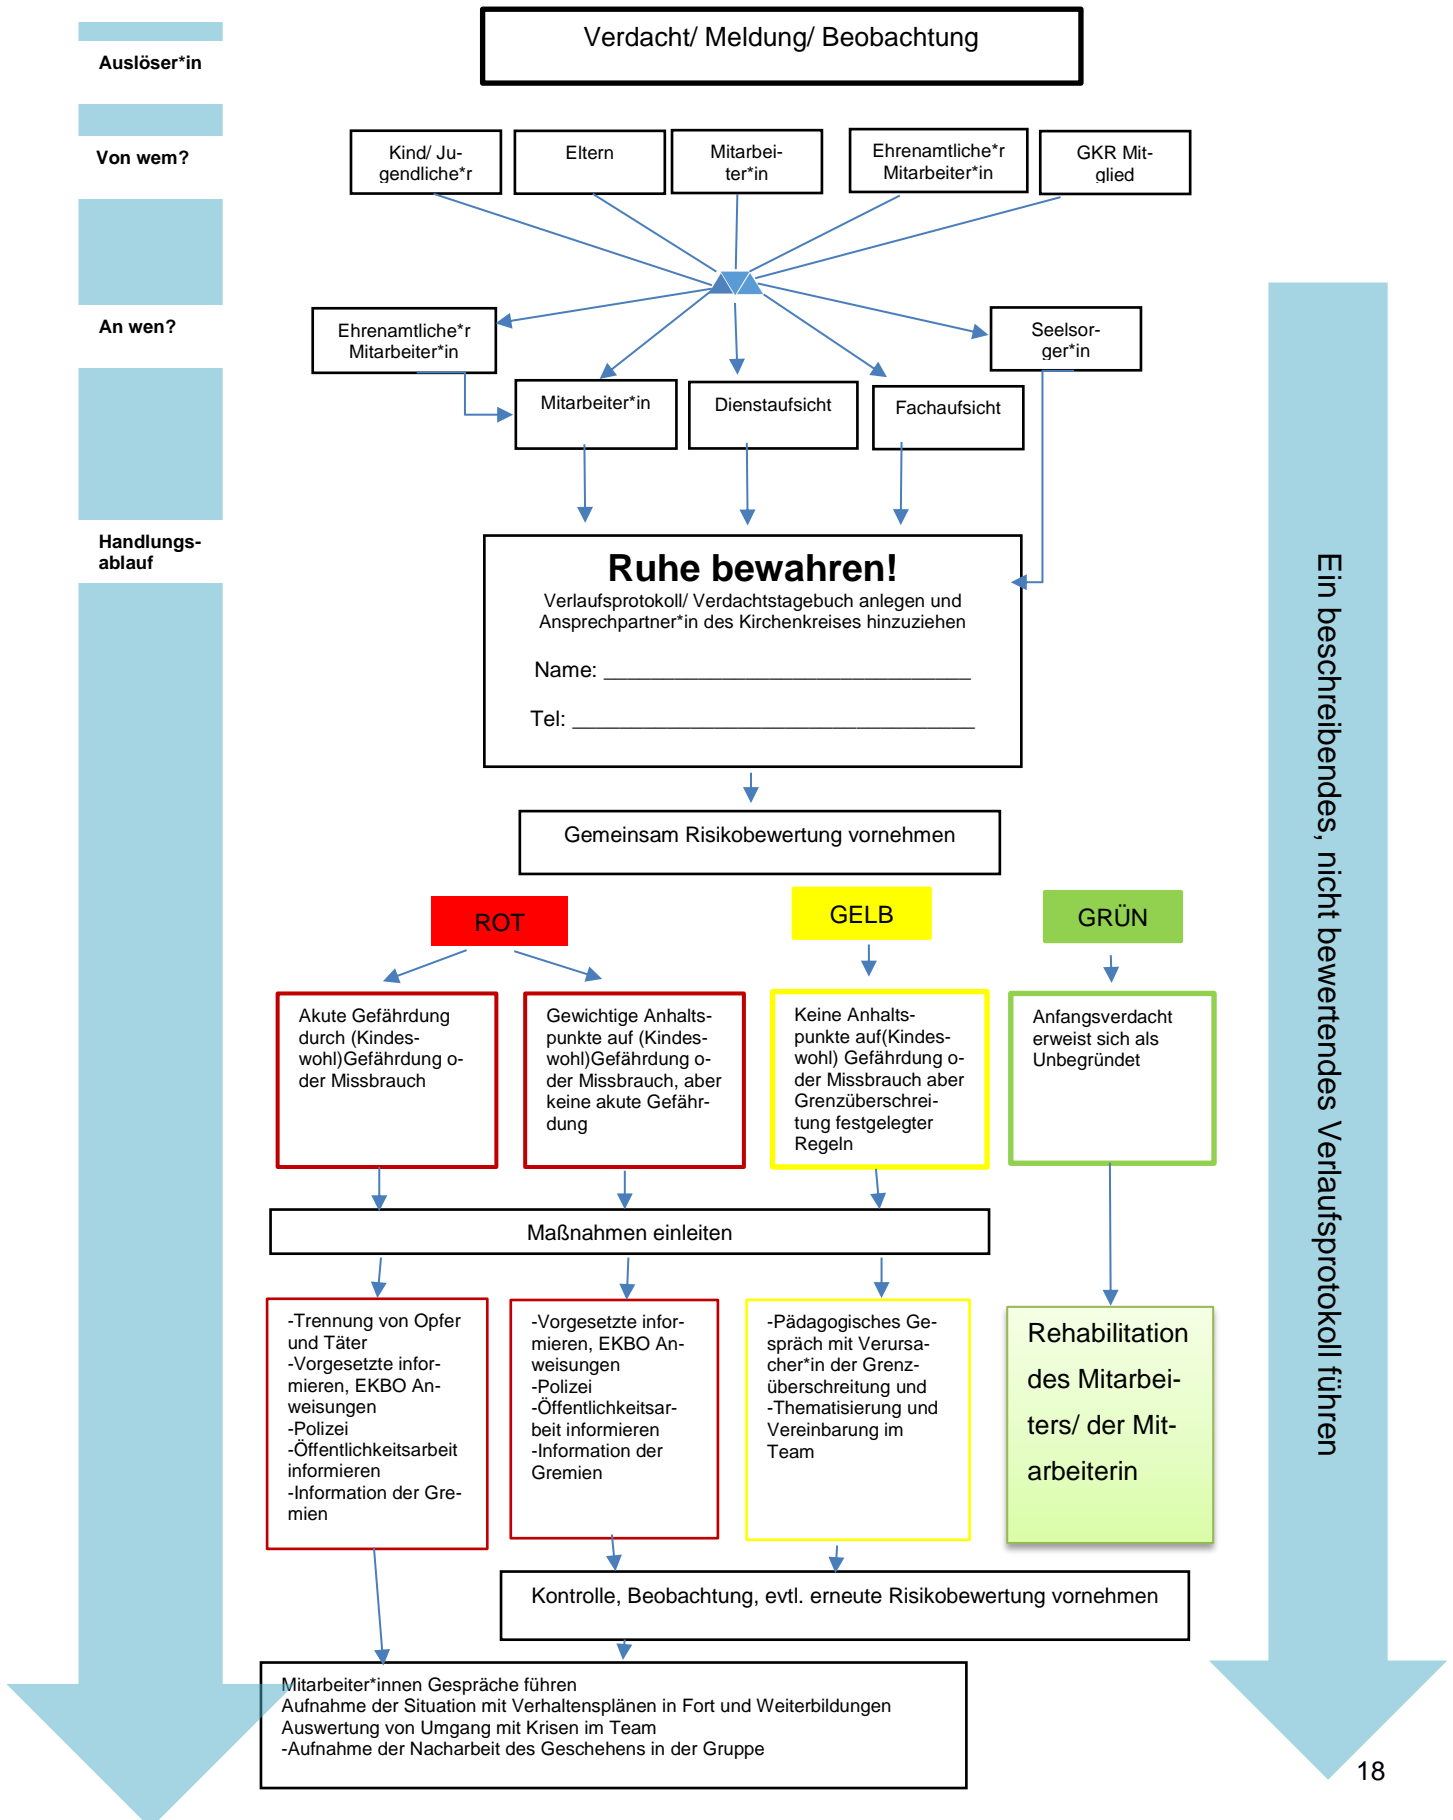 Verdacht/ Meldung/ Beobachtung
Auslöser*in
Von wem?
Kind/ Ju-
gendliche*r
Eltern
Mitarbei-
ter*in
Ehrenamtliche*r
Mitarbeiter*in
GKR Mit-
glied
An wen?
Ehrenamtliche*r
Mitarbeiter*in
Seelsor-
ger*in
Mitarbeiter*in
Dienstaufsicht
Fachaufsicht
Handlungs-
ablauf
Ruhe bewahren!
Verlaufsprotokoll/ Verdachtstagebuch anlegen und
Ansprechpartner*in des Kirchenkreises hinzuziehen
Name: _______________________________
Tel: __________________________________
Gemeinsam Risikobewertung vornehmen
ROT
GELB
GRÜN
Akute Gefährdung
durch (Kindes-
wohl)Gefährdung o-
der Missbrauch
Gewichtige Anhalts-
punkte auf (Kindes-
wohl)Gefährdung o-
der Missbrauch, aber
keine akute Gefähr-
dung
Keine Anhalts-
punkte auf(Kindes-
wohl) Gefährdung o-
der Missbrauch aber
Grenzüberschrei-
tung festgelegter
Regeln
Anfangsverdacht
erweist sich als
Unbegründet
Maßnahmen einleiten
-Trennung von Opfer
und Täter
-Vorgesetzte infor-
mieren, EKBO An-
weisungen
-Polizei
-Öffentlichkeitsarbeit
informieren
-Information der Gre-
mien
-Vorgesetzte infor-
mieren, EKBO An-
weisungen
-Polizei
-Öffentlichkeitsar-
beit informieren
-Information der
Gremien
-Pädagogisches Ge-
spräch mit Verursa-
cher*in der Grenz-
überschreitung und
-Thematisierung und
Vereinbarung im
Team
Rehabilitation
des Mitarbei-
ters/ der Mit-
arbeiterin
Kontrolle, Beobachtung, evtl. erneute Risikobewertung vornehmen
Mitarbeiter*innen Gespräche führen
Aufnahme der Situation mit Verhaltensplänen in Fort und Weiterbildungen
Auswertung von Umgang mit Krisen im Team
-Aufnahme der Nacharbeit des Geschehens in der Gruppe
Ein beschreibendes, nicht bewertendes Verlaufsprotokoll führen
18